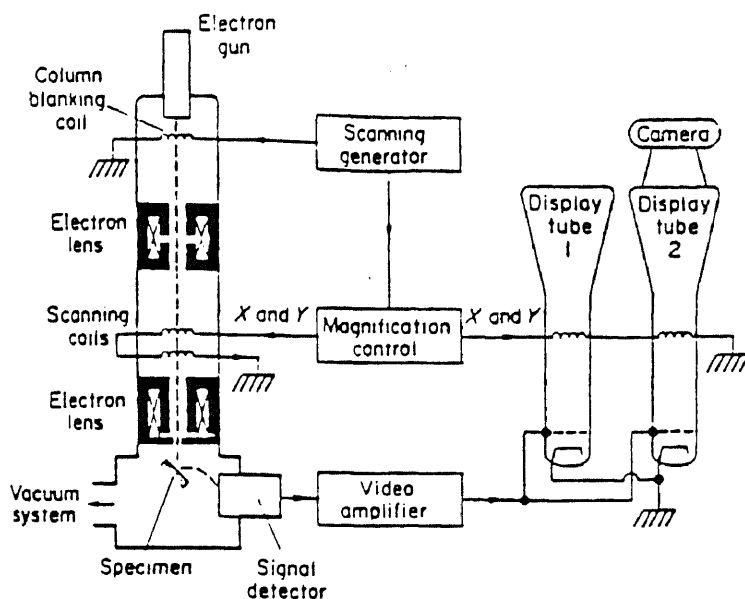 Electron
gun
Column
blanking
coil
Scanning
generator
Camera
Electron
lens
Display
tube
1
Display
tube
2
Scanning
coils
X and Y
Magnification
control
X and Y
Electron
lens
Vacuum
system
Video
amplifier
Specimen
Signal
detector